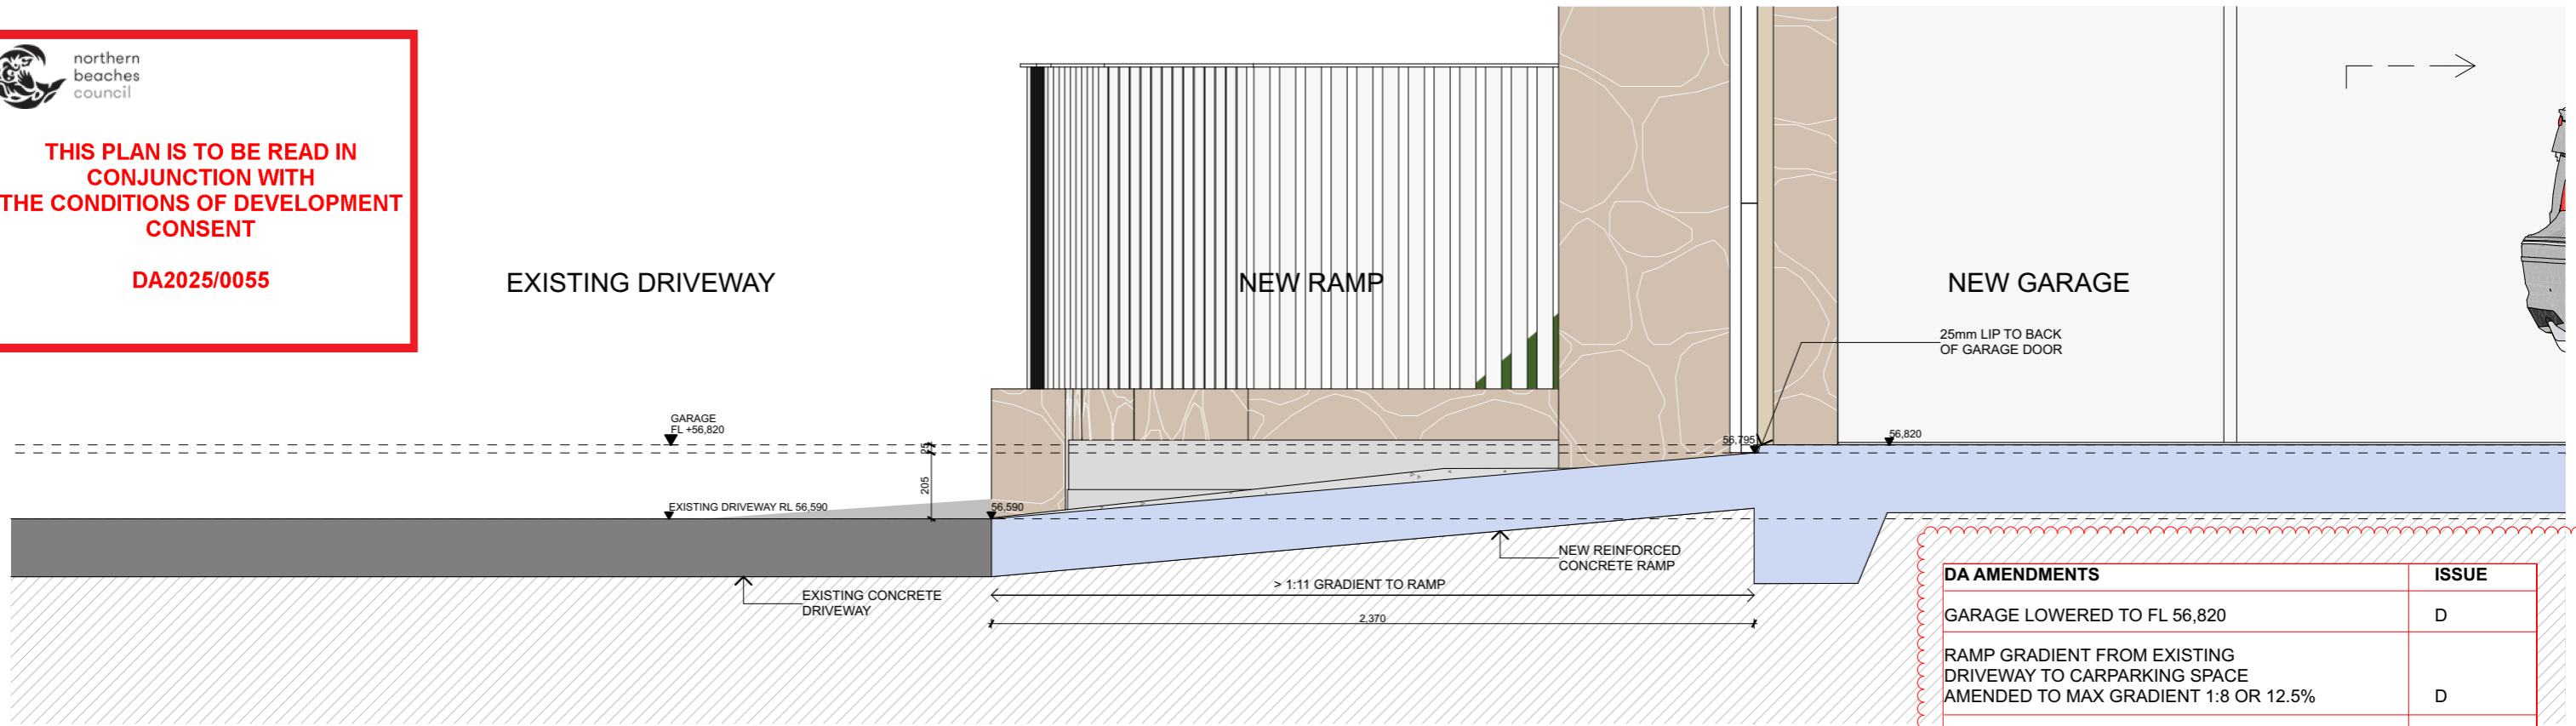 northern
beaches
council
THIS PLAN IS TO BE READ IN
CONJUNCTION WITH
THE CONDITIONS OF DEVELOPMENT
CONSENT
DA2025/0055
EXISTING DRIVEWAY
NEW RAMP
NEW GARAGE
25mm LIP TO BACK
OF GARAGE DOOR
GARAGE
FL +56,820
25
205
56,795
56,820
EXISTING DRIVEWAY RL 56,590
56,590
NEW REINFORCED
CONCRETE RAMP
> 1:11 GRADIENT TO RAMP
EXISTING CONCRETE
DRIVEWAY
2,370
DA AMENDMENTS ISSUE
GARAGE LOWERED TO FL 56,820 D
RAMP GRADIENT FROM EXISTING
DRIVEWAY TO CARPARKING SPACE
AMENDED TO MAX GRADIENT 1:8 OR 12.5% D